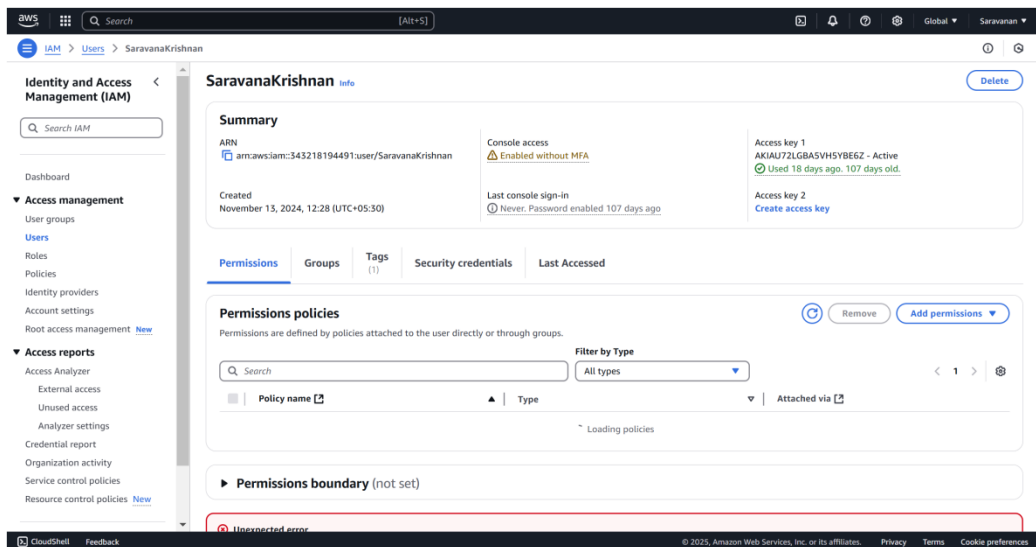 aws
Search [Alt+S] Global Saravanan
IAM > Users > SaravanaKrishnan
Identity and Access Management (IAM)
Search IAM
Dashboard
Access management
User groups
Users
Roles
Policies
Identity providers
Account settings
Root access management New
Access reports
Access Analyzer
External access
Unused access
Analyzer settings
Credential report
Organization activity
Service control policies
Resource control policies New
SaravanaKrishnan Info
Delete
Summary
ARN
arn:aws:iam::343218194491:user/SaravanaKrishnan
Console access
Enabled without MFA
Access key 1
AKIAU72LGBA5VH5YBE6Z - Active
Used 18 days ago. 107 days old.
Created
November 13, 2024, 12:28 (UTC+05:30)
Last console sign-in
Never. Password enabled 107 days ago
Access key 2
Create access key
Permissions Groups Tags (1) Security credentials Last Accessed
Permissions policies
Remove Add permissions
Permissions are defined by policies attached to the user directly or through groups.
Filter by Type
Search All types 1
Policy name Type Attached via
Loading policies
Permissions boundary (not set)
Unexpected error
CloudShell Feedback © 2025, Amazon Web Services, Inc. or its affiliates. Privacy Terms Cookie preferences